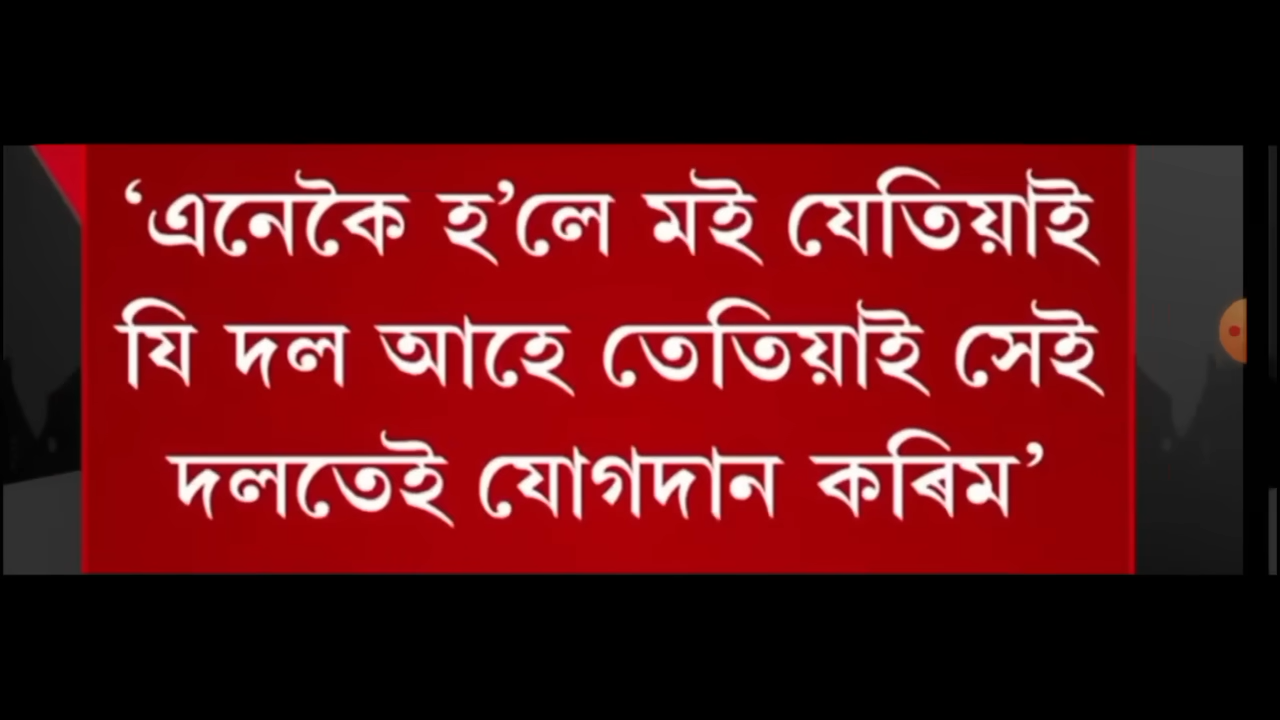 ‘এনেকৈ হ’লে মই যেতিয়াই
যি দল আহে তেতিয়াই সেই
দলতেই যোগদান কৰিম’